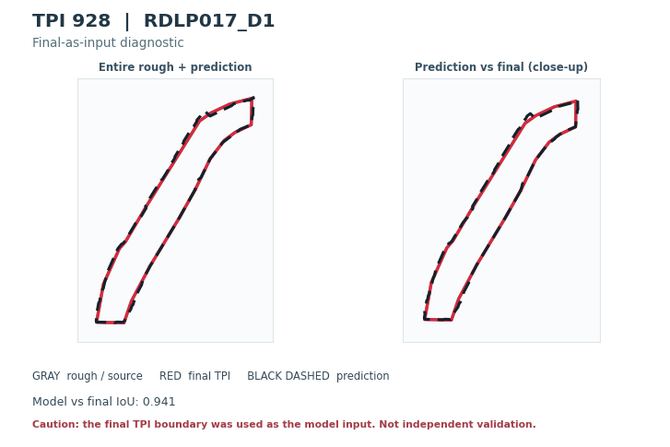 TPI 928 | RDLP017_D1
Final-as-input diagnostic
Entire rough + prediction
Prediction vs final (close-up)
GRAY rough / source RED final TPI BLACK DASHED prediction
Model vs final IoU: 0.941
Caution: the final TPI boundary was used as the model input. Not independent validation.